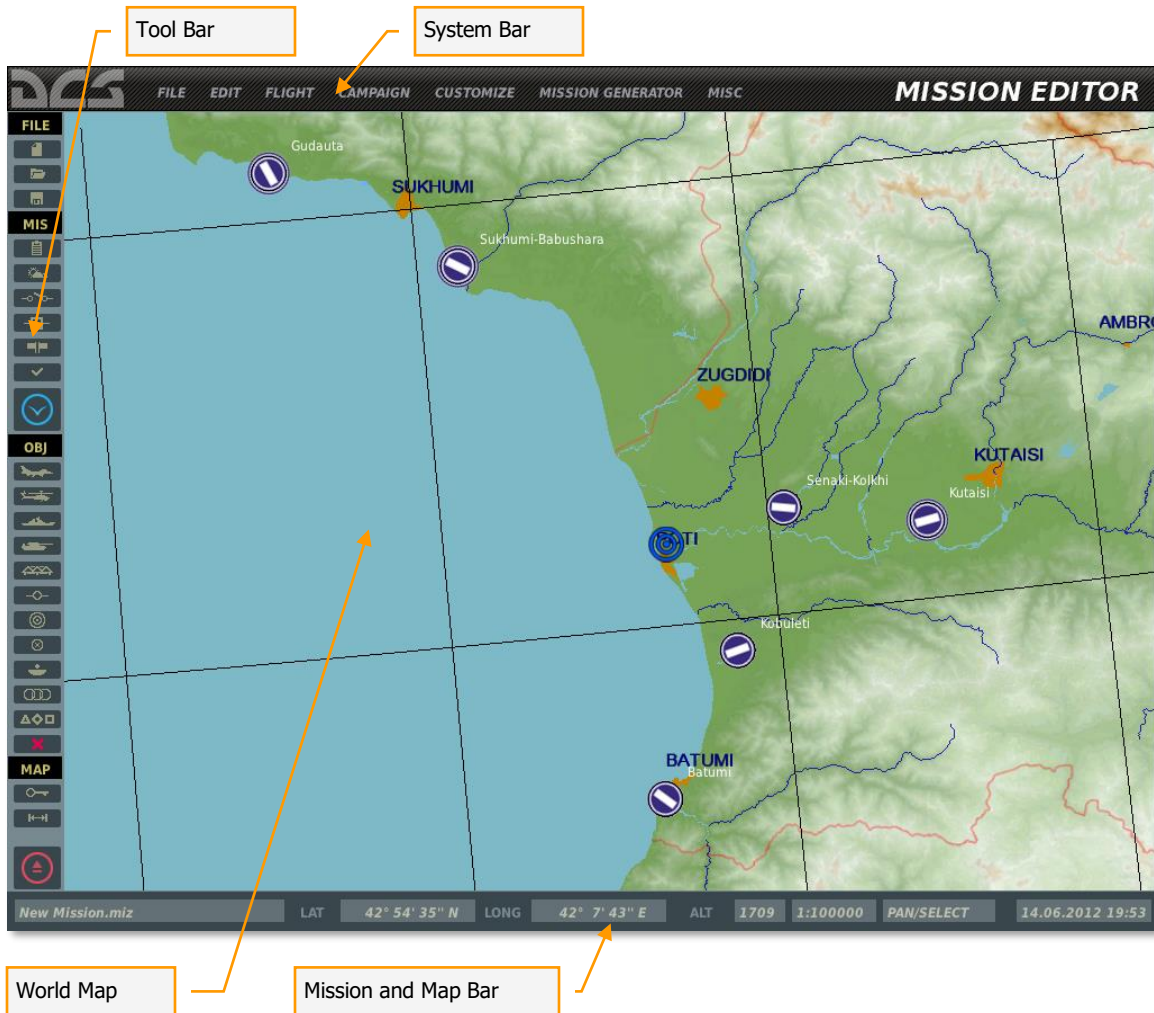 Tool Bar
System Bar
DCS
FILE EDIT FLIGHT CAMPAIGN CUSTOMIZE MISSION GENERATOR MISC
MISSION EDITOR
FILE
MIS
OBJ
MAP
Gudauta
SUKHUMI
Sukhumi-Babushara
AMBRO
ZUGDIDI
KUTAISI
Senaki-Kolkhi
Kutaisi
TI
Kobuleti
BATUMI
Batumi
New Mission.miz LAT 42° 54' 35" N LONG 42° 7' 43" E ALT 1709 1:100000 PAN/SELECT 14.06.2012 19:53
World Map
Mission and Map Bar